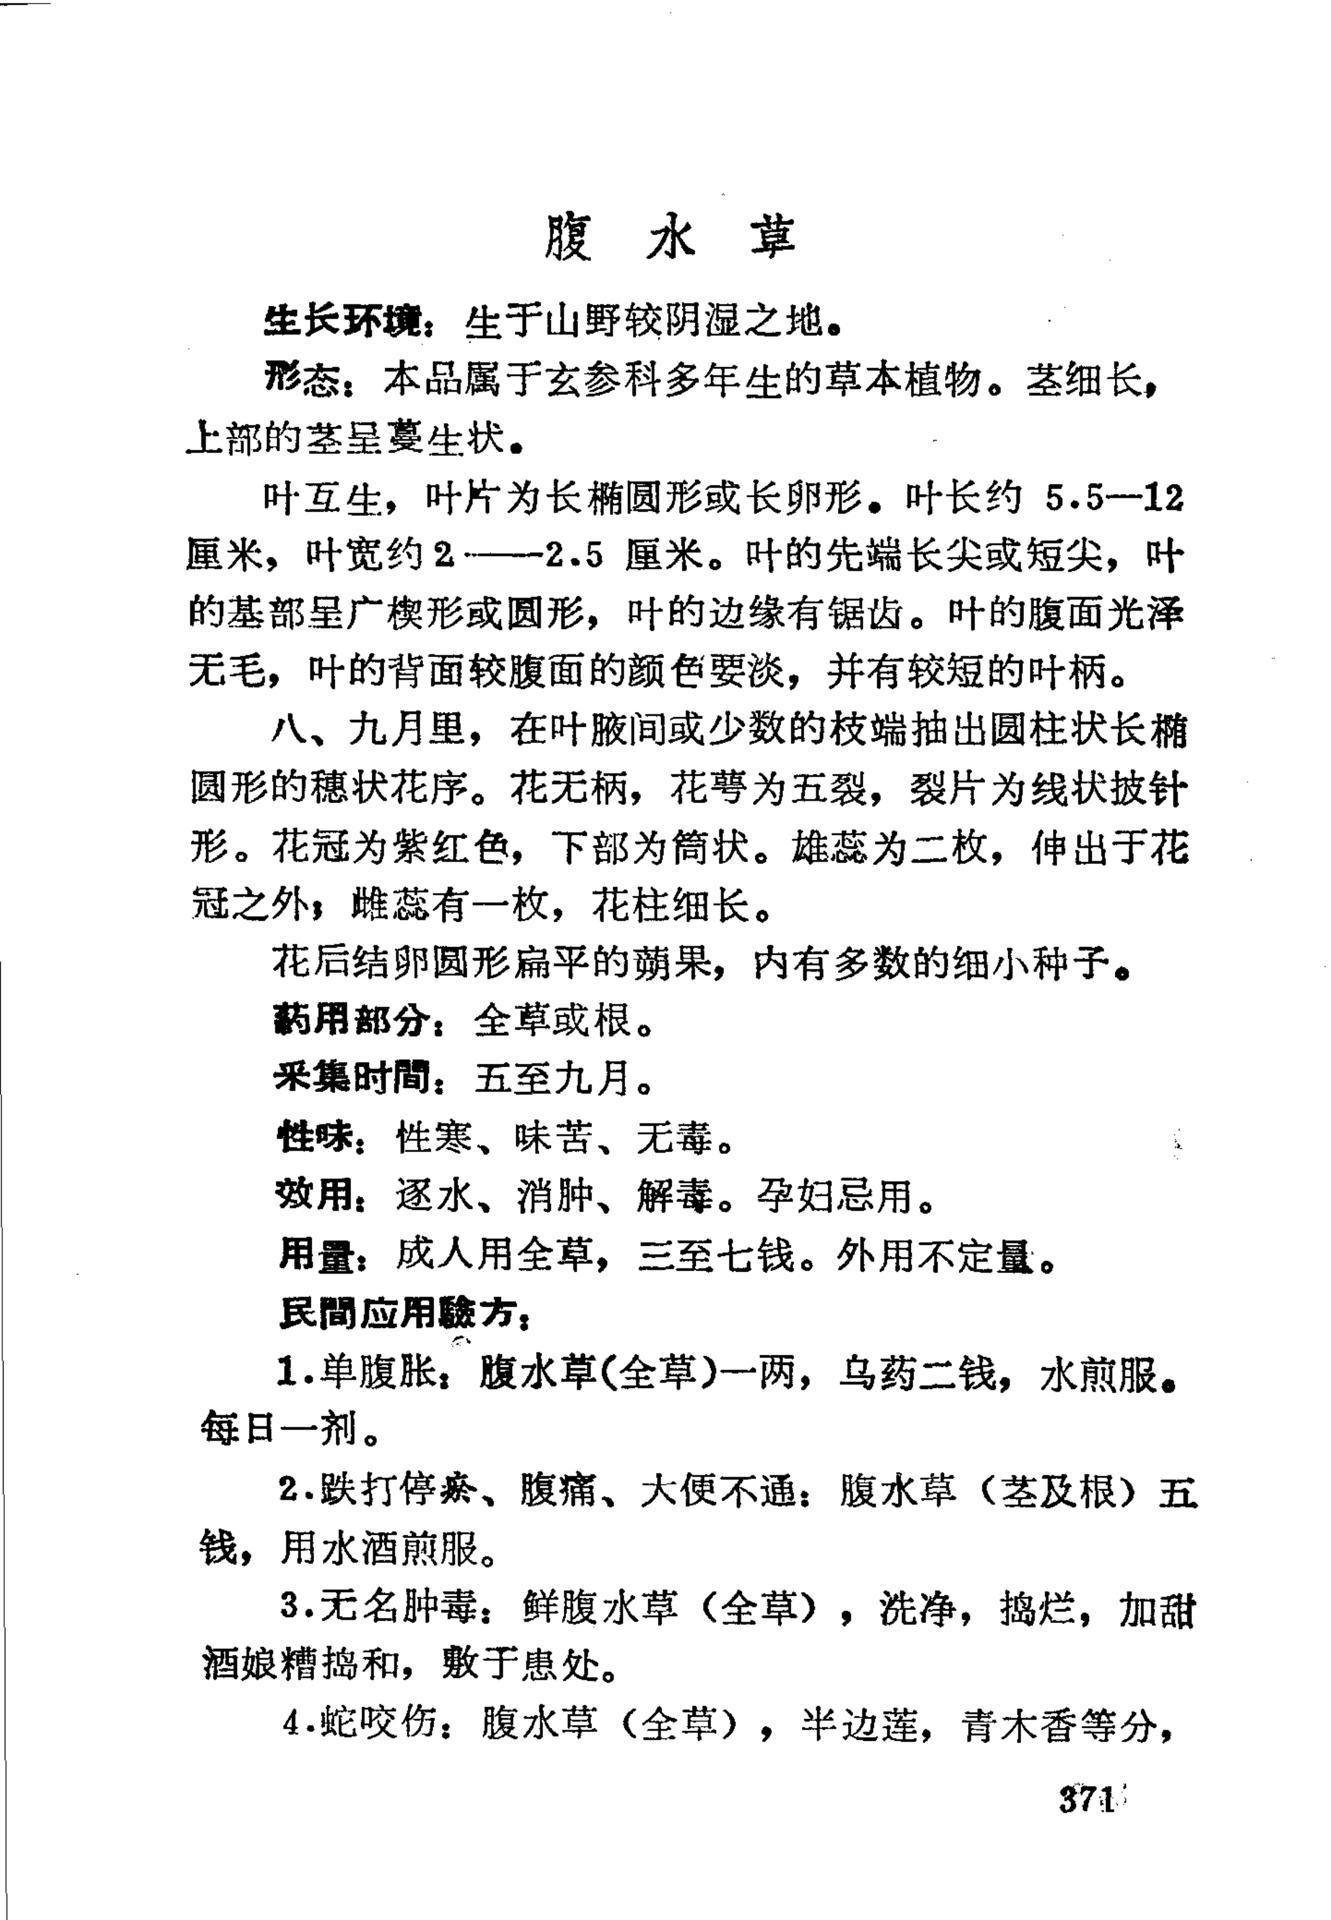 腹水草
生长环境：生于山野较阴湿之地。
形态：本品属于玄参科多年生的草本植物。茎细长，
上部的茎呈蔓生状。
叶互生，叶片为长椭圆形或长卵形。叶长约 5.5—12
厘米，叶宽约2——2.5 厘米。叶的先端长尖或短尖，叶
的基部呈广楔形或圆形，叶的边缘有锯齿。叶的腹面光泽
无毛，叶的背面较腹面的颜色要淡，并有较短的叶柄。
八、九月里，在叶腋间或少数的枝端抽出圆柱状长椭
圆形的穗状花序。花无柄，花萼为五裂，裂片为线状披针
形。花冠为紫红色，下部为筒状。雄蕊为二枚，伸出于花
冠之外；雌蕊有一枚，花柱细长。
花后结卵圆形扁平的蒴果，内有多数的细小种子。
药用部分：全草或根。
采集时間：五至九月。
性味：性寒、味苦、无毒。
效用：逐水、消肿、解毒。孕妇忌用。
用量：成人用全草，三至七钱。外用不定量。
民間应用驗方：
1.单腹胀：腹水草(全草)一两，乌药二钱，水煎服。
每日一剂。
2.跌打停瘀、腹痛、大便不通：腹水草（茎及根）五
钱，用水酒煎服。
3.无名肿毒：鲜腹水草（全草），洗净，捣烂，加甜
酒娘糟捣和，敷于患处。
4.蛇咬伤：腹水草（全草），半边莲，青木香等分，
371